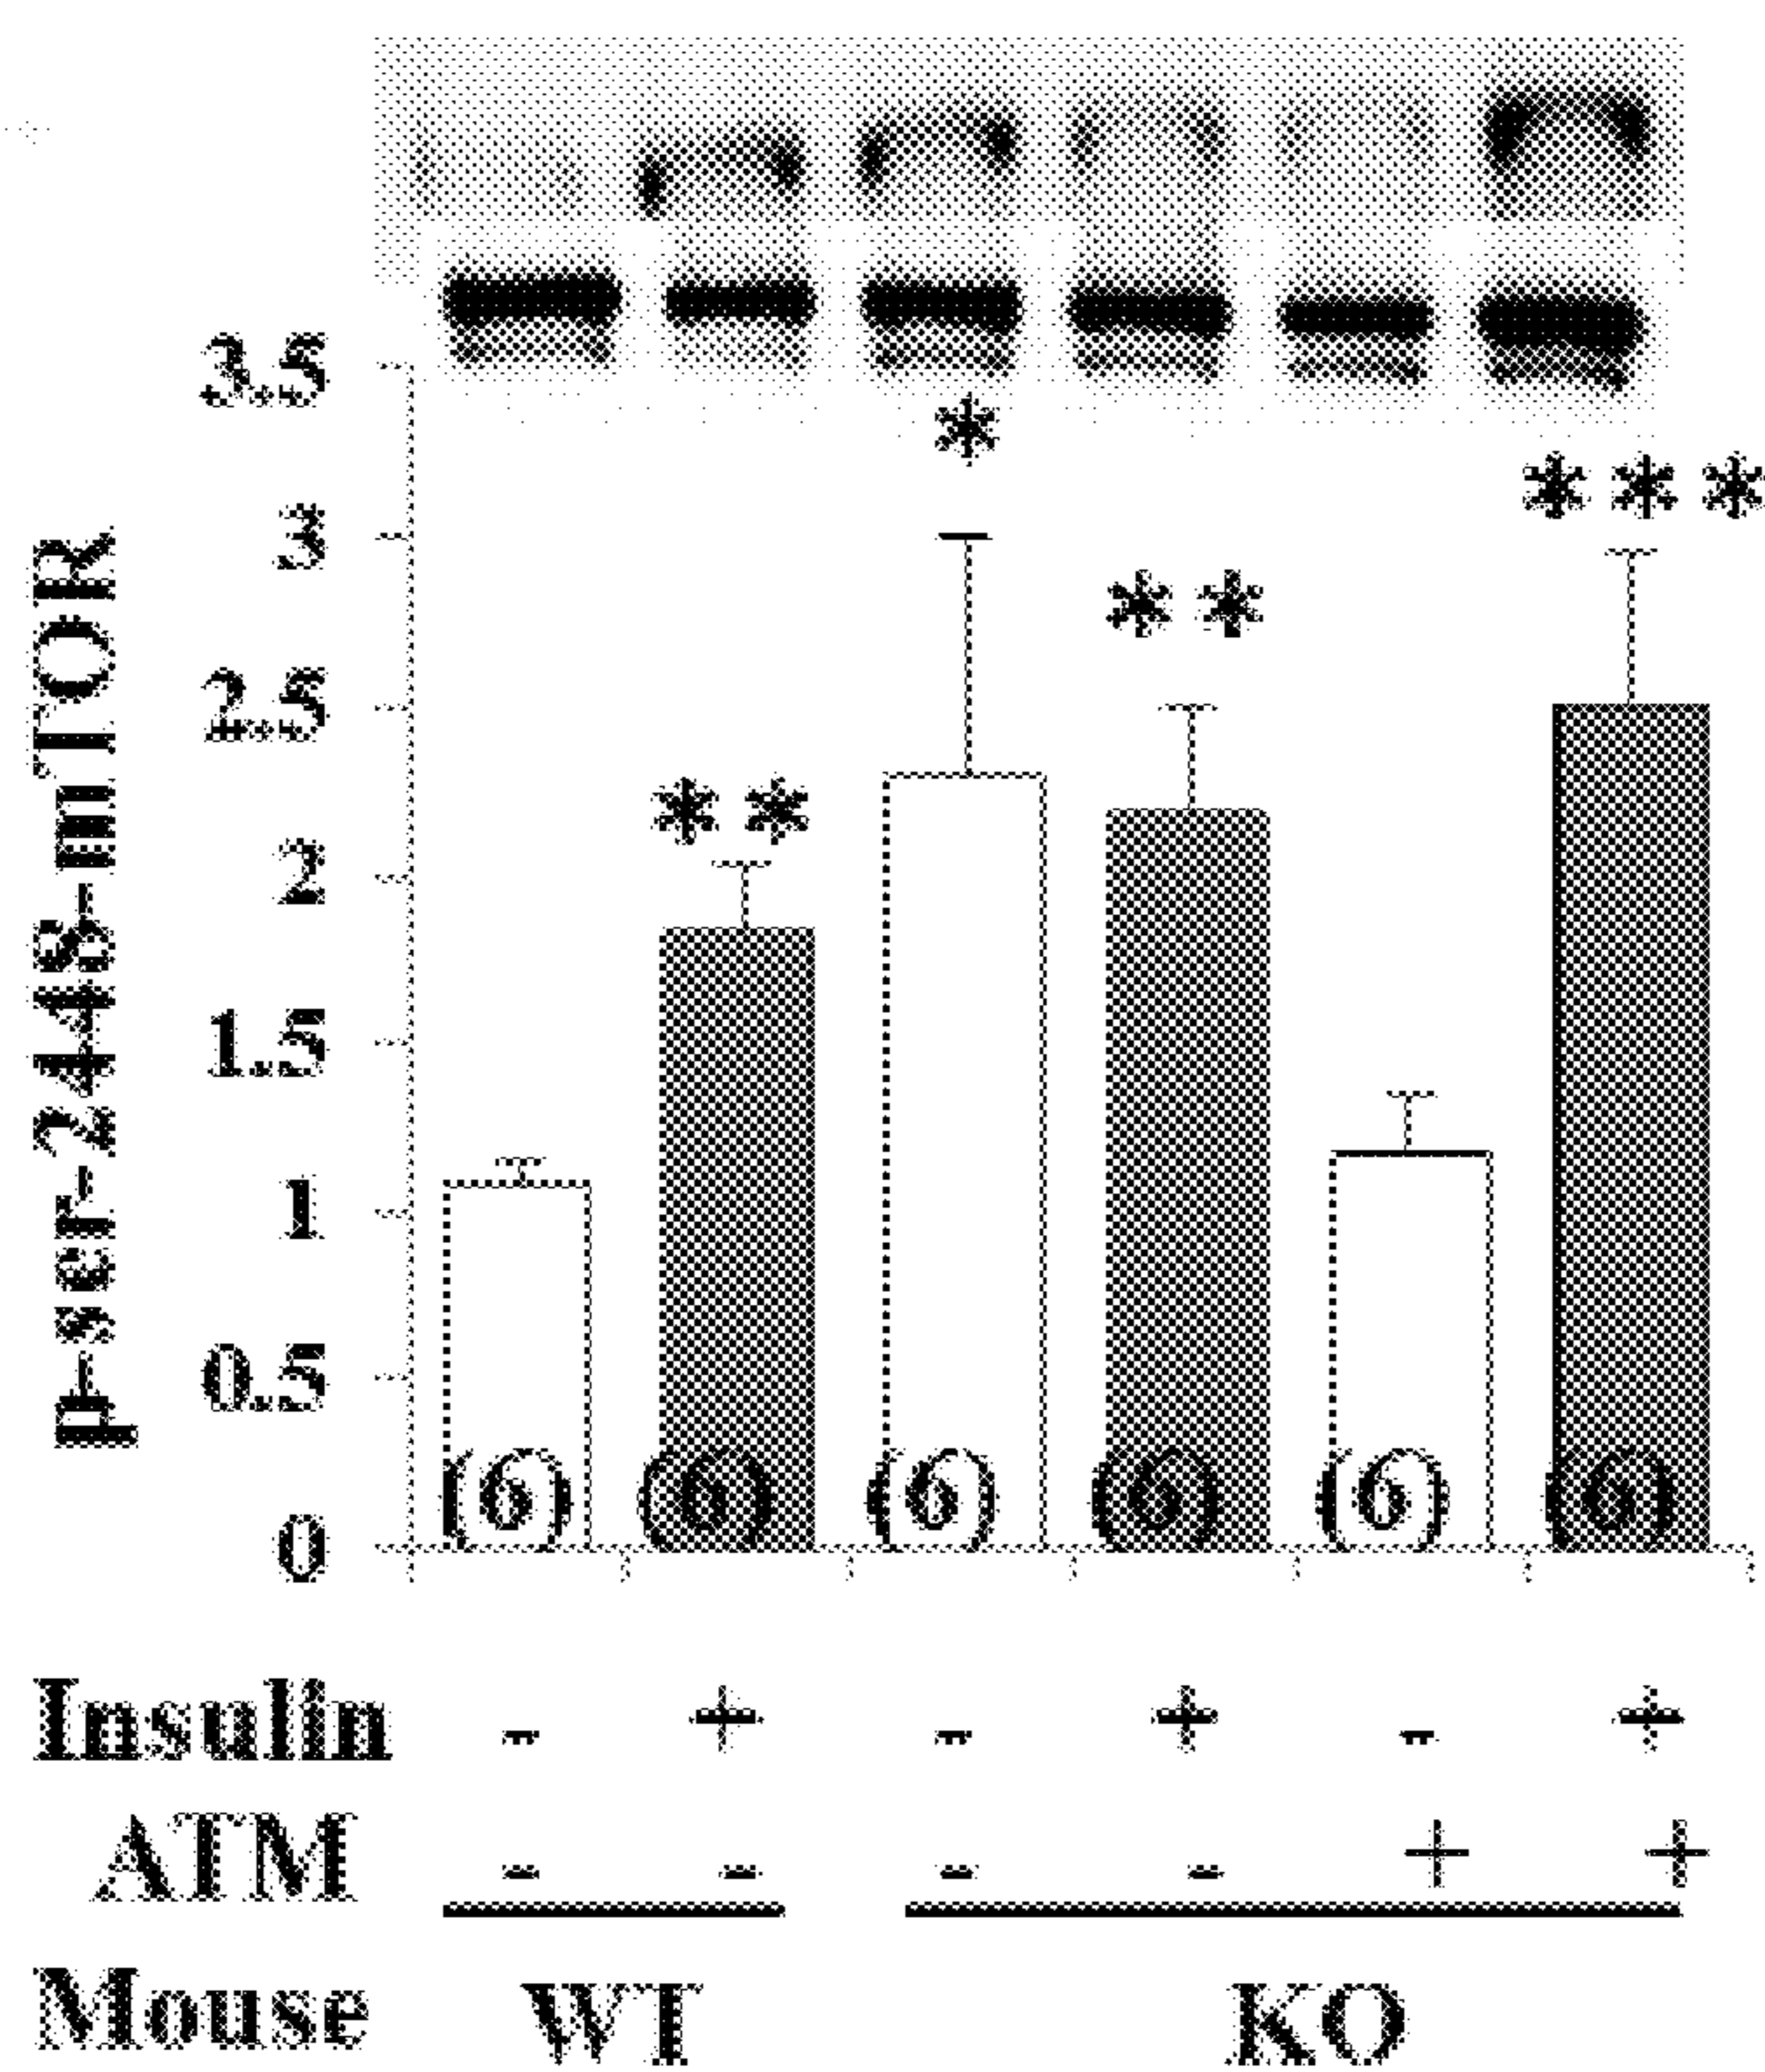 3.5
*
* * *
3
* *
2.5
* *
2
1.5
1
0.5
0
p-ser-2448-mTOR
(6) (6) (6) (6) (6) (6)
Insulin - + - + - +
ATM - - - - + +
Mouse WT KO